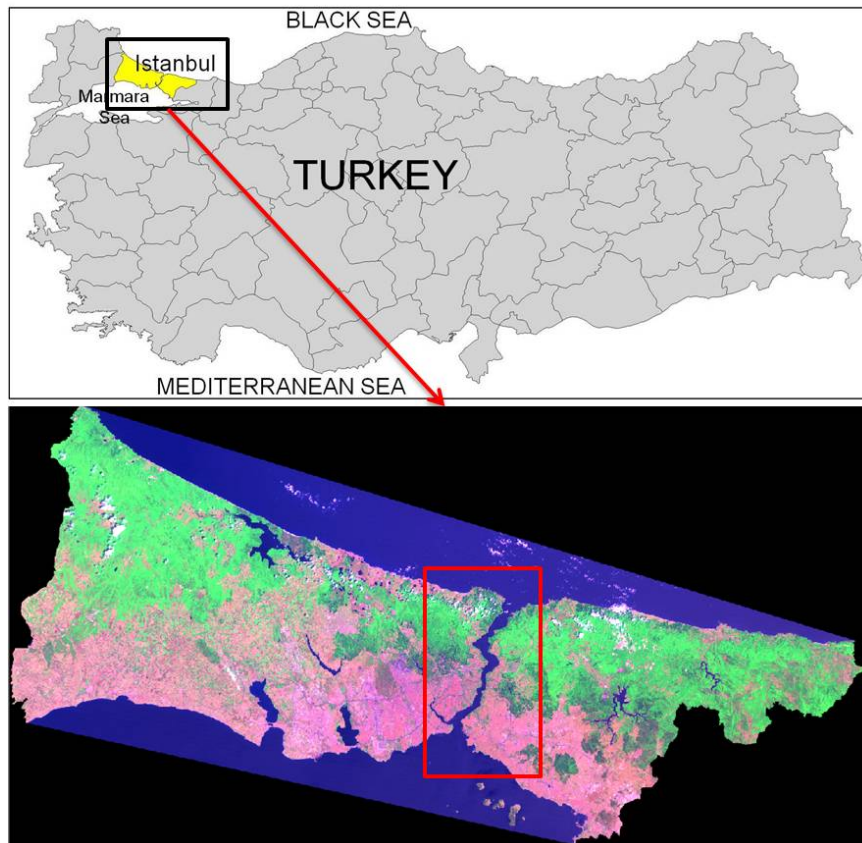 BLACK SEA
Istanbul
Marmara
Sea
TURKEY
MEDITERRANEAN SEA